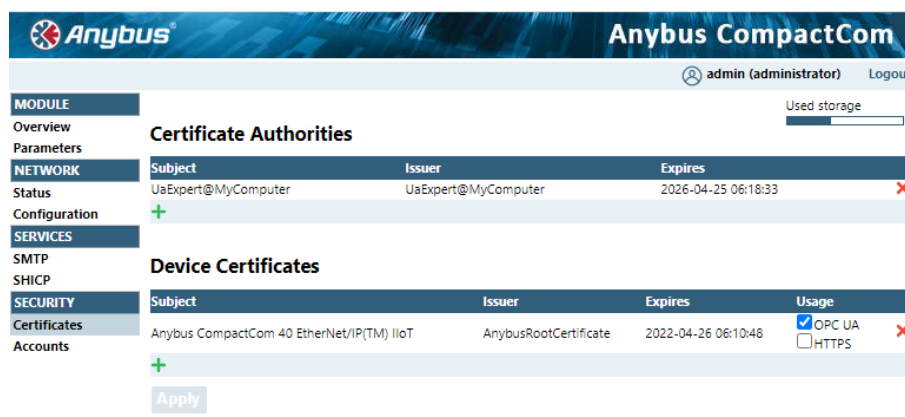 Anybus®
Anybus CompactCom
admin (administrator) Logou
MODULE
Overview
Parameters
NETWORK
Status
Configuration
SERVICES
SMTP
SHICP
SECURITY
Certificates
Accounts
Used storage
Certificate Authorities
Subject Issuer Expires
UaExpert@MyComputer UaExpert@MyComputer 2026-04-25 06:18:33
Device Certificates
Subject Issuer Expires Usage
Anybus CompactCom 40 EtherNet/IP(TM) IIoT AnybusRootCertificate 2022-04-26 06:10:48 OPC UA
HTTPS
Apply